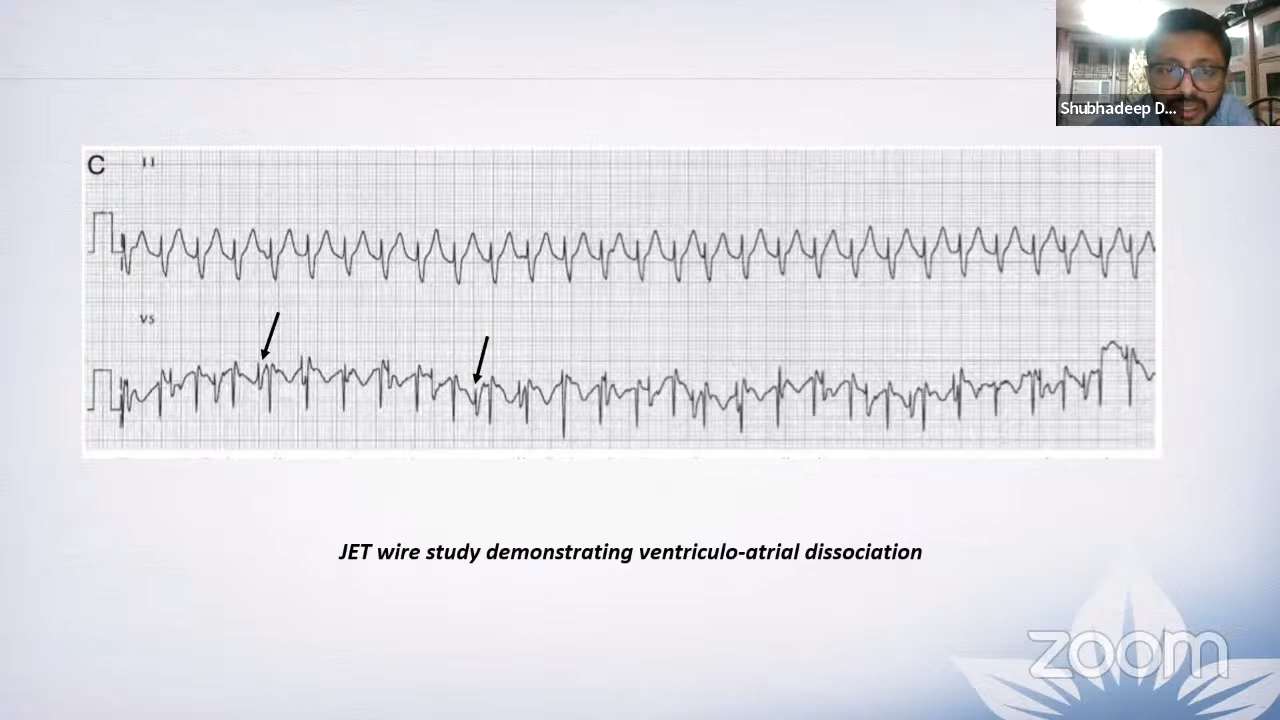 Shubhadeep D...
C II
vs
JET wire study demonstrating ventriculo-atrial dissociation
zoom